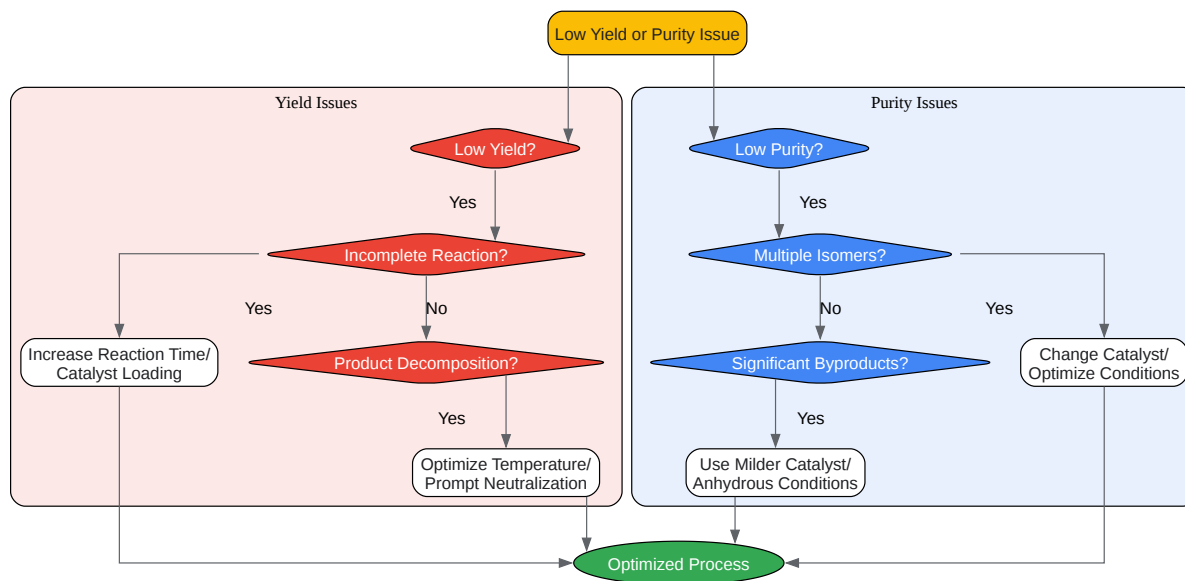 Low Yield or Purity Issue
Yield Issues
Purity Issues
Low Yield?
Low Purity?
Yes
Yes
Incomplete Reaction?
Multiple Isomers?
Yes
No
No
Yes
Increase Reaction Time/
Catalyst Loading
Product Decomposition?
Significant Byproducts?
Change Catalyst/
Optimize Conditions
Yes
Yes
Optimize Temperature/
Prompt Neutralization
Use Milder Catalyst/
Anhydrous Conditions
Optimized Process